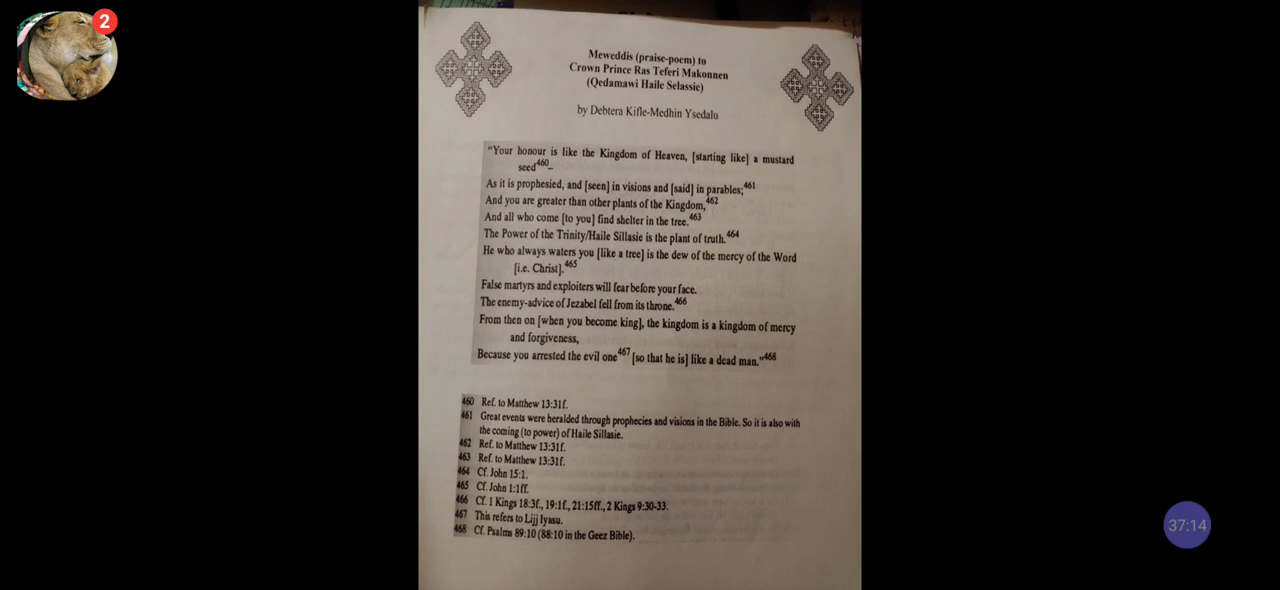 2
Meweddis (praise-poem) to
Crown Prince Ras Teferi Makonnen
(Qedamawi Haile Selassie)
by Debtera Kifle-Medhin Ysedalu
"Your honour is like the Kingdom of Heaven, [starting like] a mustard
seed460–
As it is prophesied, and [seen] in visions and [said] in parables;461
And you are greater than other plants of the Kingdom,462
And all who come [to you] find shelter in the tree.463
The Power of the Trinity/Haile Sillasie is the plant of truth.464
He who always waters you [like a tree] is the dew of the mercy of the Word
[i.e. Christ].465
False martyrs and exploiters will fear before your face.
The enemy-advice of Jezabel fell from its throne.466
From then on [when you become king], the kingdom is a kingdom of mercy
and forgiveness,
Because you arrested the evil one467 [so that he is] like a dead man."468
460 Ref. to Matthew 13:31f.
461 Great events were heralded through prophecies and visions in the Bible. So it is also with
the coming (to power) of Haile Sillasie.
462 Ref. to Matthew 13:31f.
463 Ref. to Matthew 13:31f.
464 Cf. John 15:1.
465 Cf. John 1:1ff.
466 Cf. 1 Kings 18:3f., 19:1f., 21:15ff., 2 Kings 9:30-33.
467 This refers to Lijj Iyasu.
468 Cf. Psalms 89:10 (88:10 in the Geez Bible).
37:14